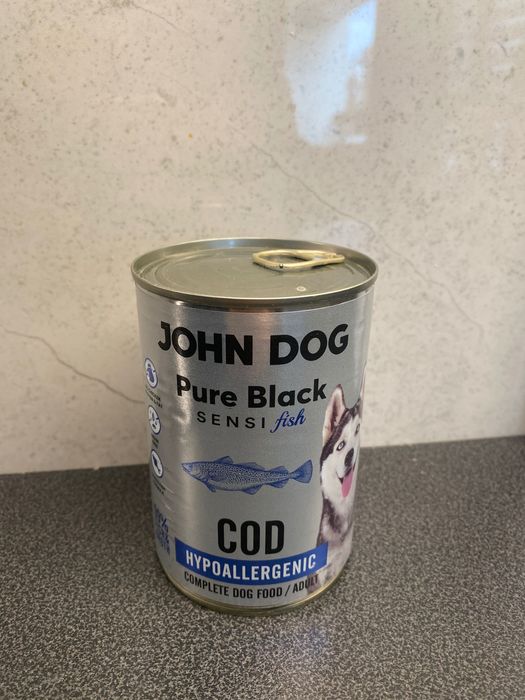 JOHN DOG
Pure Black
SENSI fish
COD
HYPOALLERGENIC
COMPLETE DOG FOOD / ADULT